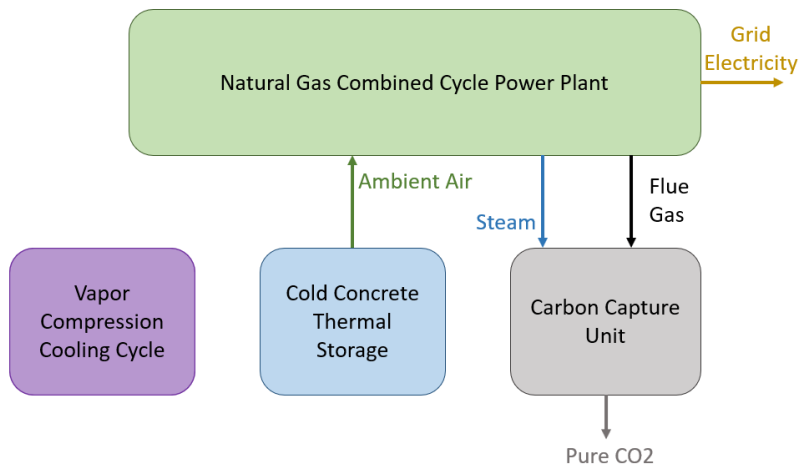 Grid
Electricity
Natural Gas Combined Cycle Power Plant
Ambient Air
Steam
Flue
Gas
Vapor
Compression
Cooling Cycle
Cold Concrete
Thermal
Storage
Carbon Capture
Unit
Pure CO2